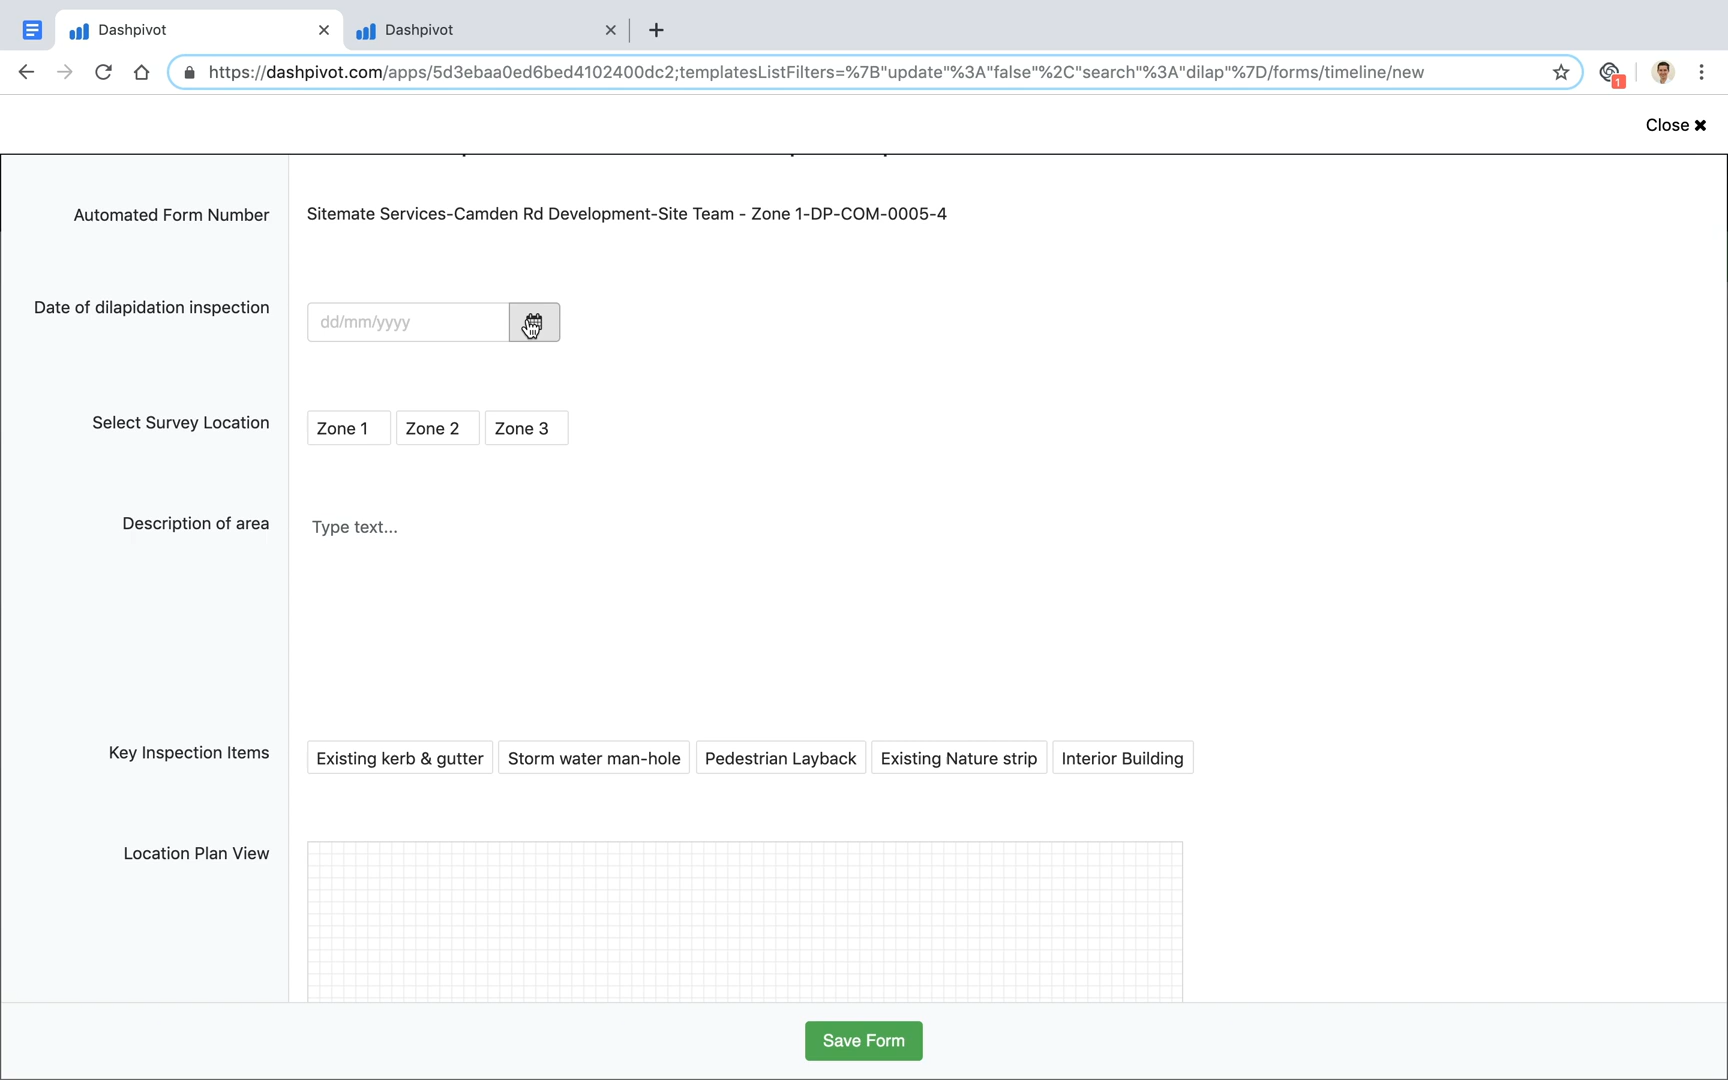 Dashpivot
Dashpivot
https://dashpivot.com/apps/5d3ebaa0ed6bed4102400dc2;templatesListFilters=%7B"update"%3A"false"%2C"search"%3A"dilap"%7D/forms/timeline/new
1
Close ✖
Automated Form Number
Sitemate Services-Camden Rd Development-Site Team - Zone 1-DP-COM-0005-4
Date of dilapidation inspection
dd/mm/yyyy
Select Survey Location
Zone 1 Zone 2 Zone 3
Description of area
Type text...
Key Inspection Items
Existing kerb & gutter Storm water man-hole Pedestrian Layback Existing Nature strip Interior Building
Location Plan View
Save Form